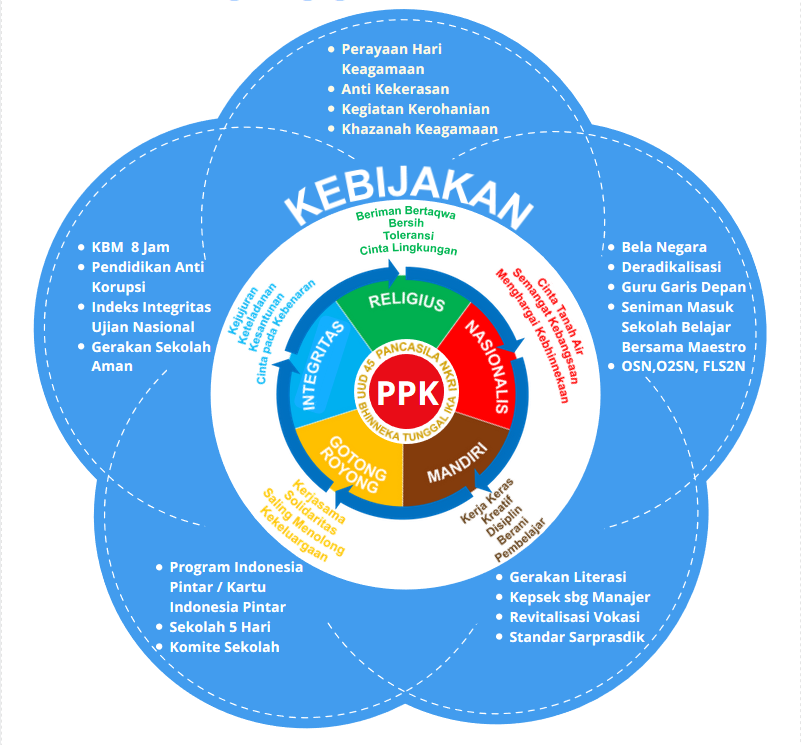 Perayaan Hari
Keagamaan
Anti Kekerasan
Kegiatan Kerohanian
Khazanah Keagamaan
KEBIJAKAN
KBM 8 Jam
Pendidikan Anti
Korupsi
Indeks Integritas
Ujian Nasional
Gerakan Sekolah
Aman
Bela Negara
Deradikalisasi
Guru Garis Depan
Seniman Masuk
Sekolah Belajar
Bersama Maestro
OSN,O2SN, FLS2N
Beriman Bertaqwa
Bersih
Toleransi
Cinta Lingkungan
Kejujuran
Keteladanan
Kesantunan
Cinta pada Kebenaran
Cinta Tanah Air
Semangat Kebangsaan
Menghargai Kebhinnekaan
RELIGIUS
INTEGRITAS
NASIONALIS
UUD 45 PANCASILA NKRI
BHINNEKA TUNGGAL IKA
PPK
GOTONG
ROYONG
MANDIRI
Kerjasama
Solidaritas
Saling Menolong
Kekeluargaan
Kerja Keras
Kreatif
Disiplin
Berani
Pembelajar
Program Indonesia
Pintar / Kartu
Indonesia Pintar
Sekolah 5 Hari
Komite Sekolah
Gerakan Literasi
Kepsek sbg Manajer
Revitalisasi Vokasi
Standar Sarprasdik